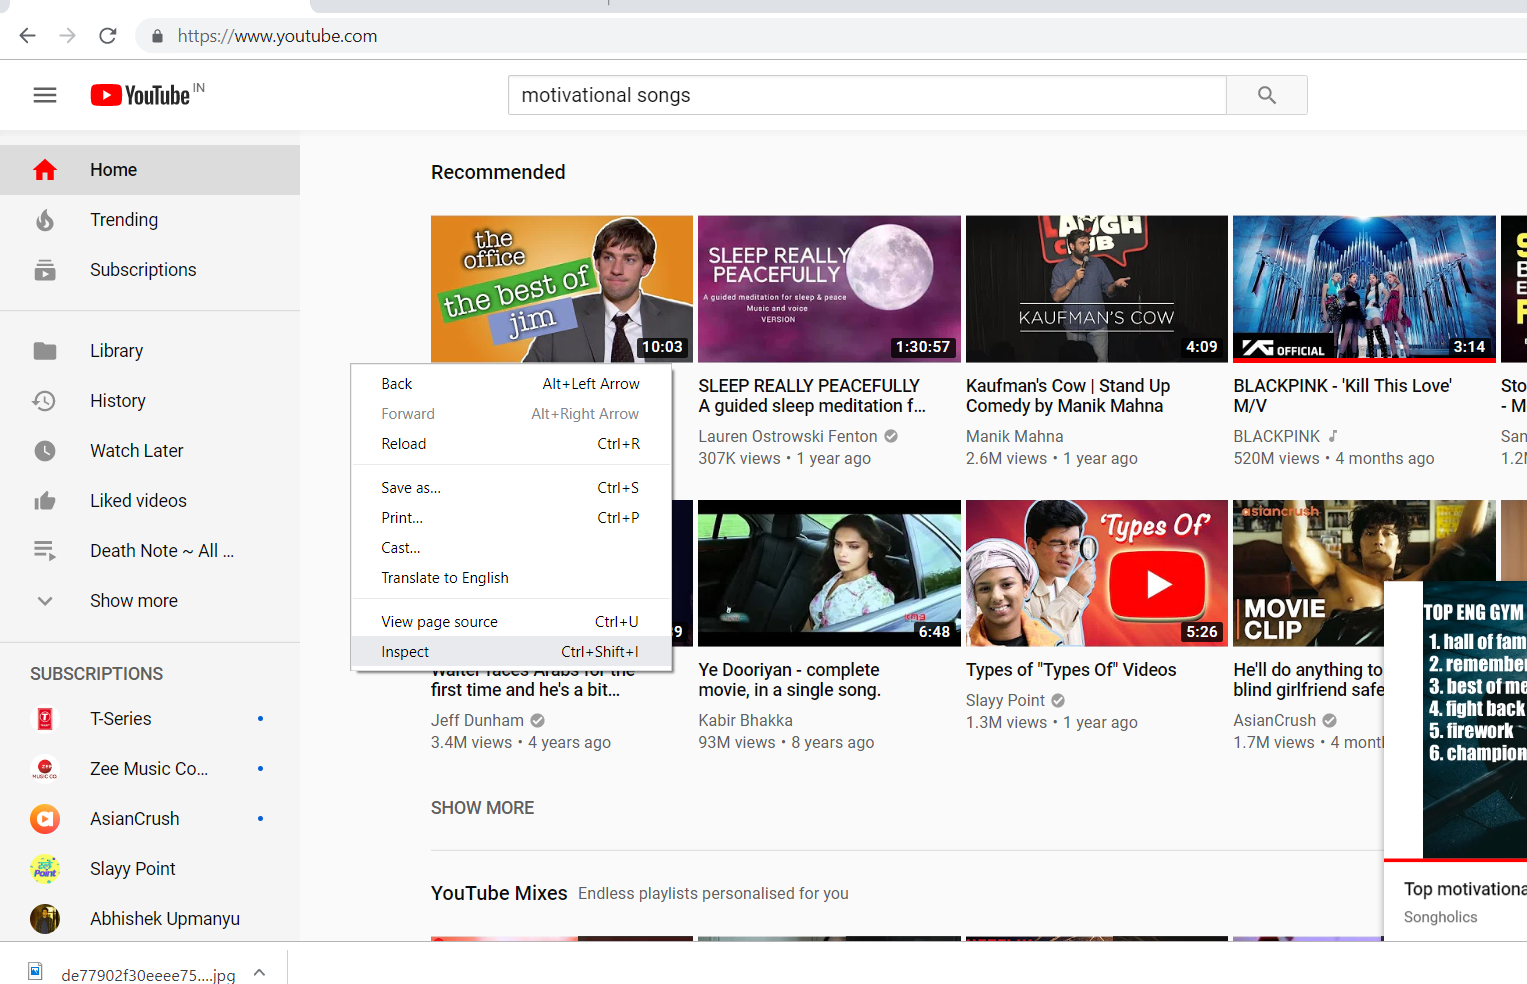 https://www.youtube.com
YouTube IN
motivational songs
Home
Trending
Subscriptions
Library
History
Watch Later
Liked videos
Death Note ~ All ...
Show more
SUBSCRIPTIONS
T-Series
Zee Music Co...
AsianCrush
Slayy Point
Abhishek Upmanyu
Recommended
the
office
the best of
jim
10:03
SLEEP REALLY
PEACEFULLY
A guided meditation for sleep & peace
Music and voice
VERSION
1:30:57
SLEEP REALLY PEACEFULLY
A guided sleep meditation f...
Lauren Ostrowski Fenton
307K views • 1 year ago
LAUGH
CLUB
KAUFMAN'S COW
4:09
Kaufman's Cow | Stand Up
Comedy by Manik Mahna
Manik Mahna
2.6M views • 1 year ago
YG OFFICIAL
3:14
BLACKPINK - 'Kill This Love'
M/V
BLACKPINK
520M views • 4 months ago
Sto
- M
San
1.2M
Back Alt+Left Arrow
Forward Alt+Right Arrow
Reload Ctrl+R
Save as... Ctrl+S
Print... Ctrl+P
Cast...
Translate to English
View page source Ctrl+U
Inspect Ctrl+Shift+I
9
Walter faces Arabs for the
first time and he's a bit...
Jeff Dunham
3.4M views • 4 years ago
6:48
Ye Dooriyan - complete
movie, in a single song.
Kabir Bhakka
93M views • 8 years ago
'Types Of'
5:26
Types of "Types Of" Videos
Slayy Point
1.3M views • 1 year ago
asiancrush
MOVIE
CLIP
He'll do anything to
blind girlfriend safe
AsianCrush
1.7M views • 4 month
TOP ENG GYM
1. hall of fam
2. remember
3. best of me
4. fight back
5. firework
6. champion
Top motivationa
Songholics
SHOW MORE
YouTube Mixes Endless playlists personalised for you
de77902f30eeee75....jpg